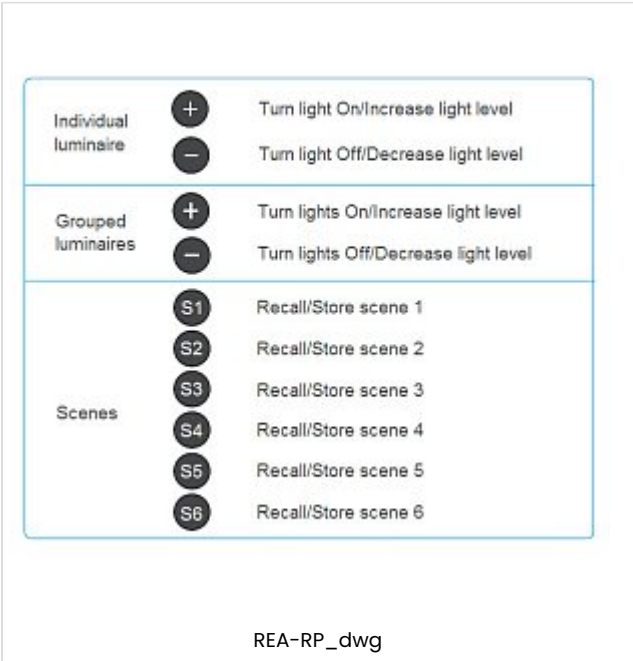 Individual
luminaire
+ Turn light On/Increase light level
− Turn light Off/Decrease light level
Grouped
luminaires
+ Turn lights On/Increase light level
− Turn lights Off/Decrease light level
Scenes
S1 Recall/Store scene 1
S2 Recall/Store scene 2
S3 Recall/Store scene 3
S4 Recall/Store scene 4
S5 Recall/Store scene 5
S6 Recall/Store scene 6
REA-RP_dwg